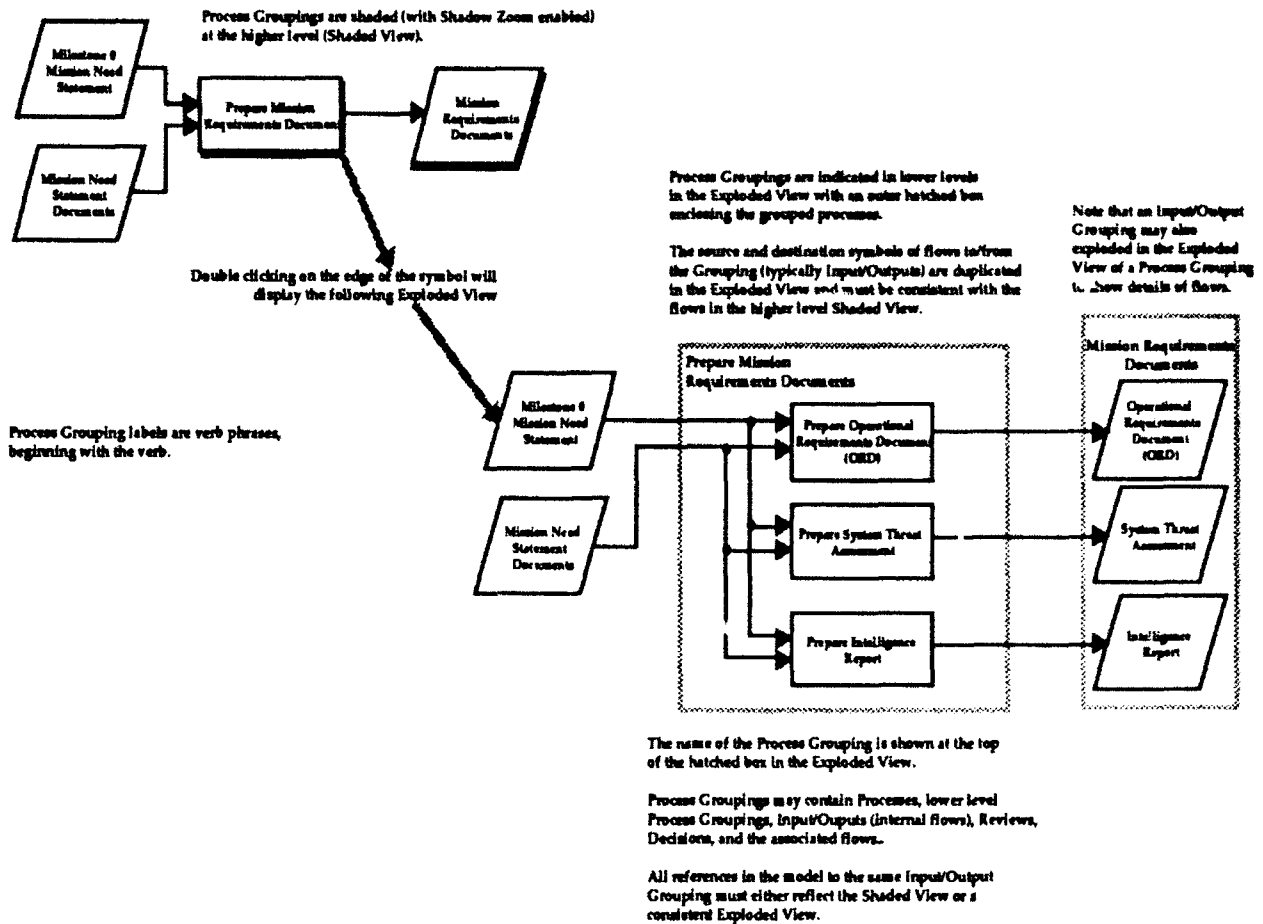 Process Groupings are shaded (with Shadow Zoom enabled)
at the higher level (Shaded View).
Milestone 0
Mission Need
Statement
Prepare Mission
Requirements Document
Mission
Requirements
Documents
Mission Need
Statement
Documents
Process Groupings are indicated in lower levels
in the Exploded View with an outer hatched box
enclosing the grouped processes.
The source and destination symbols of flows to/from
the Grouping (typically Input/Outputs) are duplicated
in the Exploded View and must be consistent with the
flows in the higher level Shaded View.
Note that an Input/Output
Grouping may also
exploded in the Exploded
View of a Process Grouping
to show details of flows.
Double clicking on the edge of the symbol will
display the following Exploded View
Process Grouping labels are verb phrases,
beginning with the verb.
Milestone 0
Mission Need
Statement
Mission Need
Statement
Documents
Prepare Mission
Requirements Documents
Prepare Operational
Requirements Document
(ORD)
Prepare System Threat
Assessment
Prepare Intelligence
Report
Mission Requirements
Documents
Operational
Requirements
Document
(ORD)
System Threat
Assessment
Intelligence
Report
The name of the Process Grouping is shown at the top
of the hatched box in the Exploded View.
Process Groupings may contain Processes, lower level
Process Groupings, Input/Ouputs (internal flows), Reviews,
Decisions, and the associated flows..
All references in the model to the same Input/Output
Grouping must either reflect the Shaded View or a
consistent Exploded View.